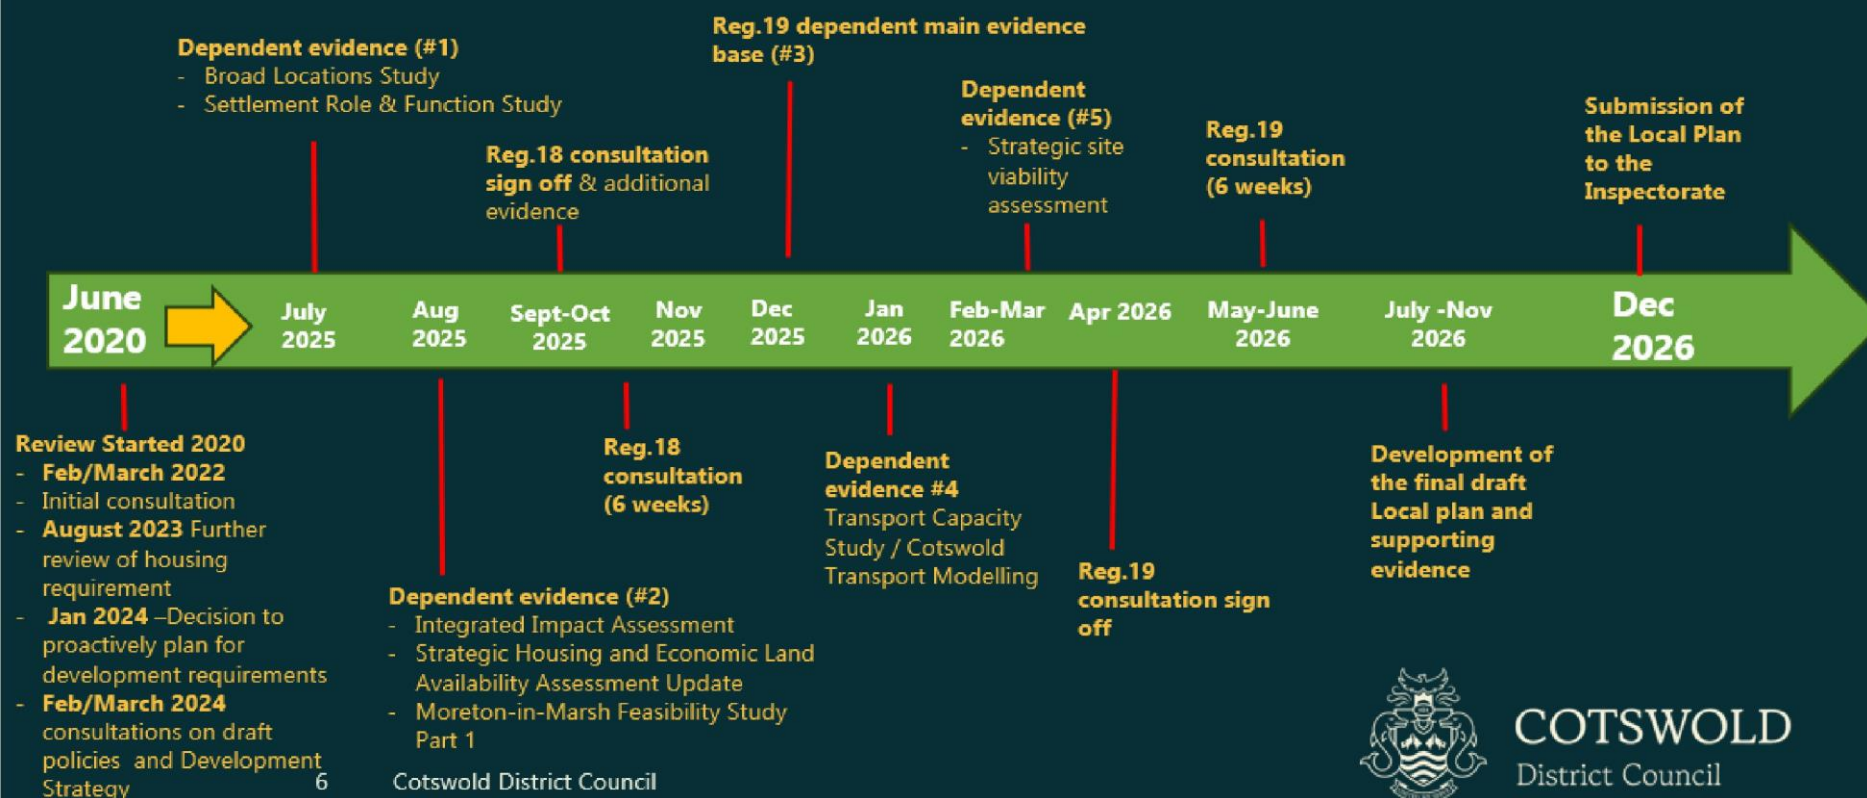 Dependent evidence (#1)
- Broad Locations Study
- Settlement Role & Function Study
Reg.18 consultation
sign off & additional
evidence
Reg.19 dependent main evidence
base (#3)
Dependent
evidence (#5)
- Strategic site
viability
assessment
Reg.19
consultation
(6 weeks)
Submission of
the Local Plan
to the
Inspectorate
June
2020
July
2025
Aug
2025
Sept-Oct
2025
Nov
2025
Dec
2025
Jan
2026
Feb-Mar
2026
Apr 2026
May-June
2026
July -Nov
2026
Dec
2026
Review Started 2020
- Feb/March 2022
- Initial consultation
- August 2023 Further
review of housing
requirement
- Jan 2024 –Decision to
proactively plan for
development requirements
- Feb/March 2024
consultations on draft
policies and Development
Strategy
Dependent evidence (#2)
- Integrated Impact Assessment
- Strategic Housing and Economic Land
Availability Assessment Update
- Moreton-in-Marsh Feasibility Study
Part 1
Reg.18
consultation
(6 weeks)
Dependent
evidence #4
Transport Capacity
Study / Cotswold
Transport Modelling
Reg.19
consultation sign
off
Development of
the final draft
Local plan and
supporting
evidence
6 Cotswold District Council
COTSWOLD
District Council